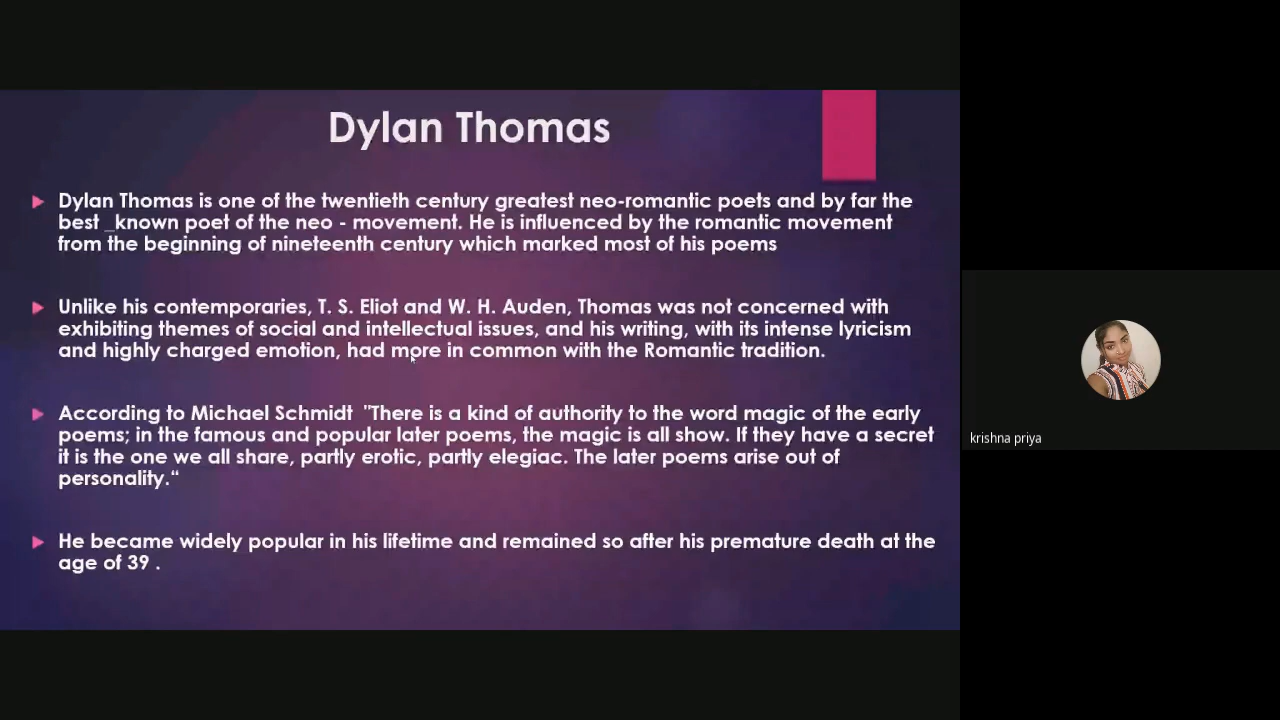 Dylan Thomas
Dylan Thomas is one of the twentieth century greatest neo-romantic poets and by far the
best _known poet of the neo - movement. He is influenced by the romantic movement
from the beginning of nineteenth century which marked most of his poems
Unlike his contemporaries, T. S. Eliot and W. H. Auden, Thomas was not concerned with
exhibiting themes of social and intellectual issues, and his writing, with its intense lyricism
and highly charged emotion, had more in common with the Romantic tradition.
According to Michael Schmidt "There is a kind of authority to the word magic of the early
poems; in the famous and popular later poems, the magic is all show. If they have a secret
it is the one we all share, partly erotic, partly elegiac. The later poems arise out of
personality.“
He became widely popular in his lifetime and remained so after his premature death at the
age of 39 .
krishna priya